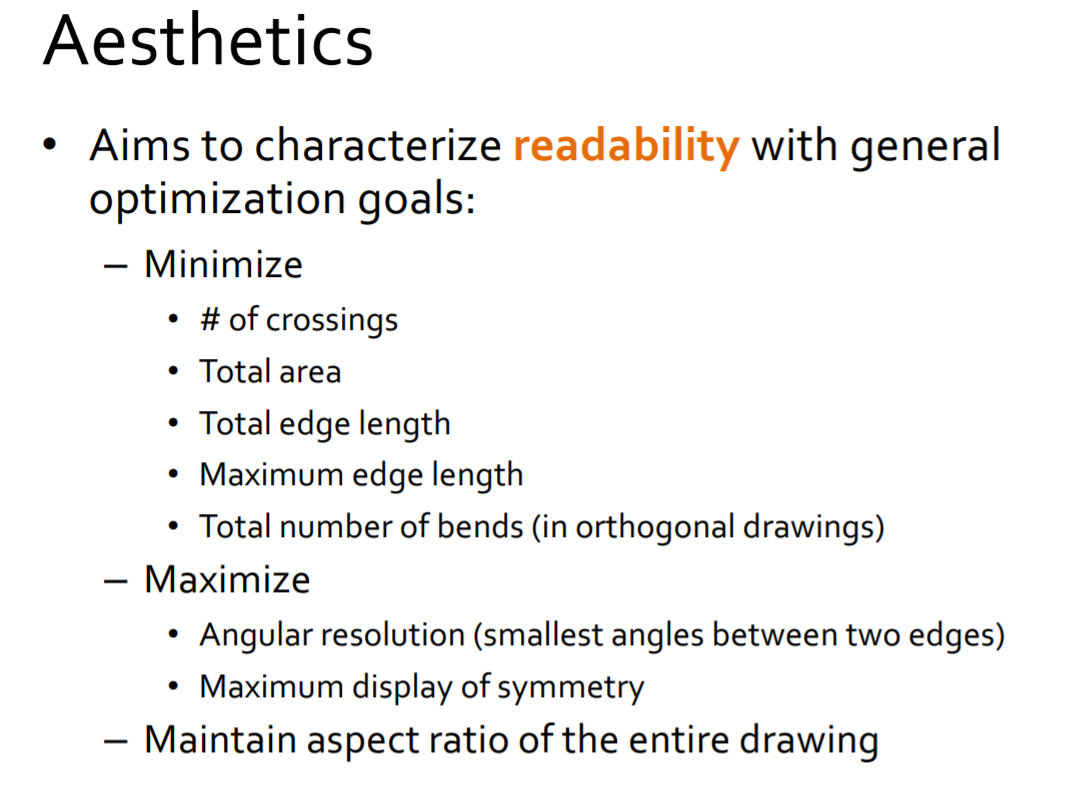 Aesthetics
• Aims to characterize readability with general
optimization goals:
– Minimize
• # of crossings
• Total area
• Total edge length
• Maximum edge length
• Total number of bends (in orthogonal drawings)
– Maximize
• Angular resolution (smallest angles between two edges)
• Maximum display of symmetry
– Maintain aspect ratio of the entire drawing